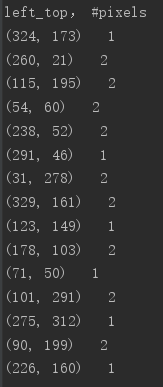 left_top, #pixels
(324, 173) 1
(260, 21) 2
(115, 195) 2
(54, 60) 2
(238, 52) 2
(291, 46) 1
(31, 278) 2
(329, 161) 2
(123, 149) 1
(178, 103) 2
(71, 50) 1
(101, 291) 2
(275, 312) 1
(90, 199) 2
(226, 160) 1